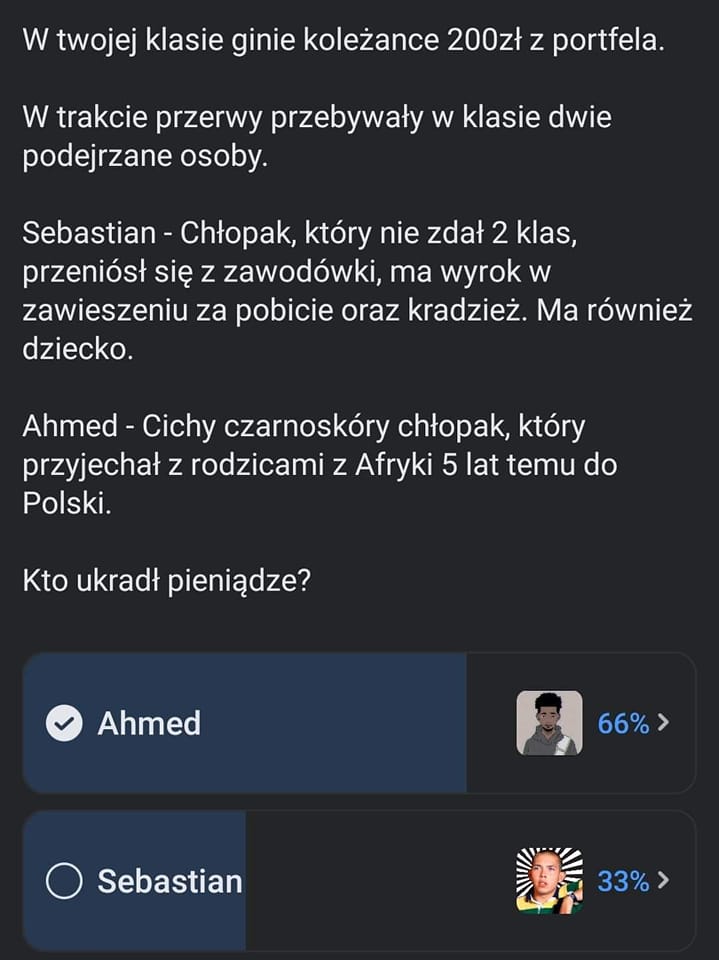 W twojej klasie ginie koleżance 200zł z portfela.
W trakcie przerwy przebywały w klasie dwie
podejrzane osoby.
Sebastian - Chłopak, który nie zdał 2 klas,
przeniósł się z zawodówki, ma wyrok w
zawieszeniu za pobicie oraz kradzież. Ma również
dziecko.
Ahmed - Cichy czarnoskóry chłopak, który
przyjechał z rodzicami z Afryki 5 lat temu do
Polski.
Kto ukradł pieniądze?
Ahmed 66%
Sebastian 33%